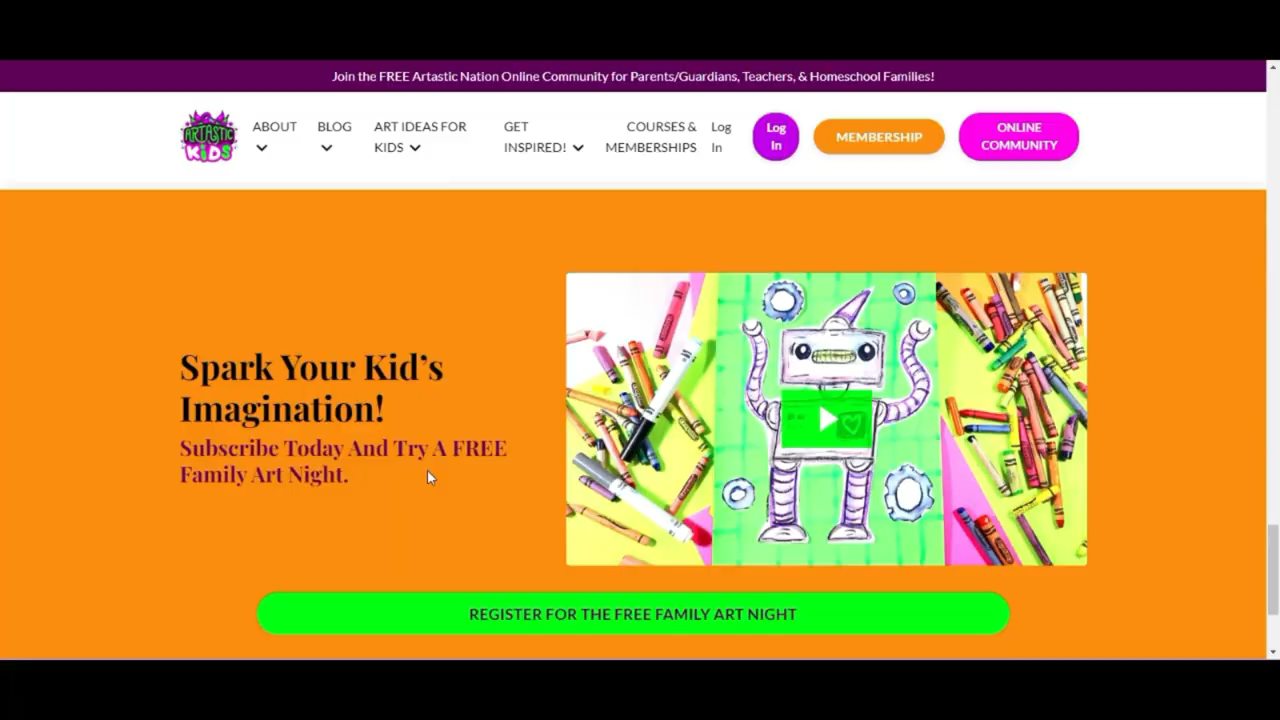 Join the FREE Artastic Nation Online Community for Parents/Guardians, Teachers, & Homeschool Families!
ARTASTIC
KiDS
ABOUT
BLOG
ART IDEAS FOR
KIDS
GET
INSPIRED!
COURSES &
MEMBERSHIPS
Log
In
Log
In
MEMBERSHIP
ONLINE
COMMUNITY
Spark Your Kid’s
Imagination!
Subscribe Today And Try A FREE
Family Art Night.
REGISTER FOR THE FREE FAMILY ART NIGHT